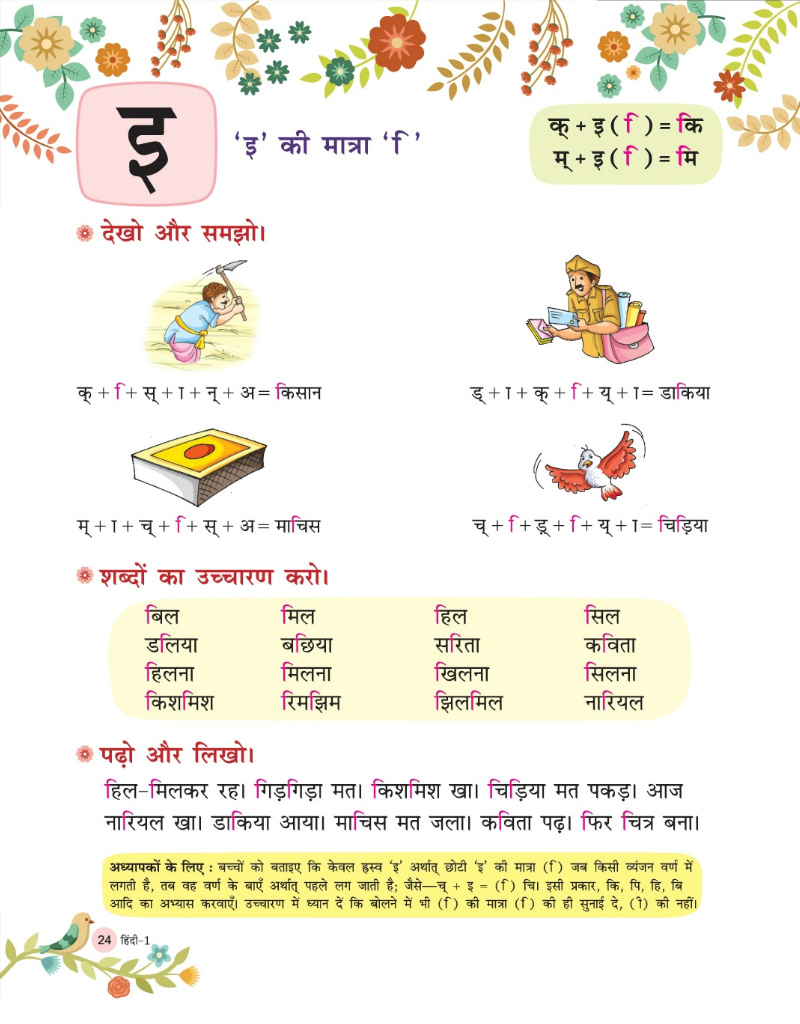 इ
‘इ’ की मात्रा ‘ि’
क् + इ ( ि ) = कि
म् + इ ( ि ) = मि
देखो और समझो।
क् + ि + स् + ा + न् + अ = किसान
ड् + ा + क् + ि + य् + ा = डाकिया
म् + ा + च् + ि + स् + अ = माचिस
च् + ि + ड़् + ि + य् + ा = चिड़िया
शब्दों का उच्चारण करो।
बिल मिल हिल सिल
डलिया बछिया सरिता कविता
हिलना मिलना खिलना सिलना
किशमिश रिमझिम झिलमिल नारियल
पढ़ो और लिखो।
हिल-मिलकर रह। गिड़गिड़ा मत। किशमिश खा। चिड़िया मत पकड़। आज
नारियल खा। डाकिया आया। माचिस मत जला। कविता पढ़। फिर चित्र बना।
अध्यापकों के लिए : बच्चों को बताइए कि केवल ह्रस्व ‘इ’ अर्थात् छोटी ‘इ’ की मात्रा (ि) जब किसी व्यंजन वर्ण में
लगती है, तब वह वर्ण के बाएँ अर्थात् पहले लग जाती है; जैसे—च् + इ = (ि) चि। इसी प्रकार, कि, पि, हि, बि
आदि का अभ्यास करवाएँ। उच्चारण में ध्यान दें कि बोलने में भी (ि) की मात्रा (ि) की ही सुनाई दे, (ी) की नहीं।
24 हिंदी-1